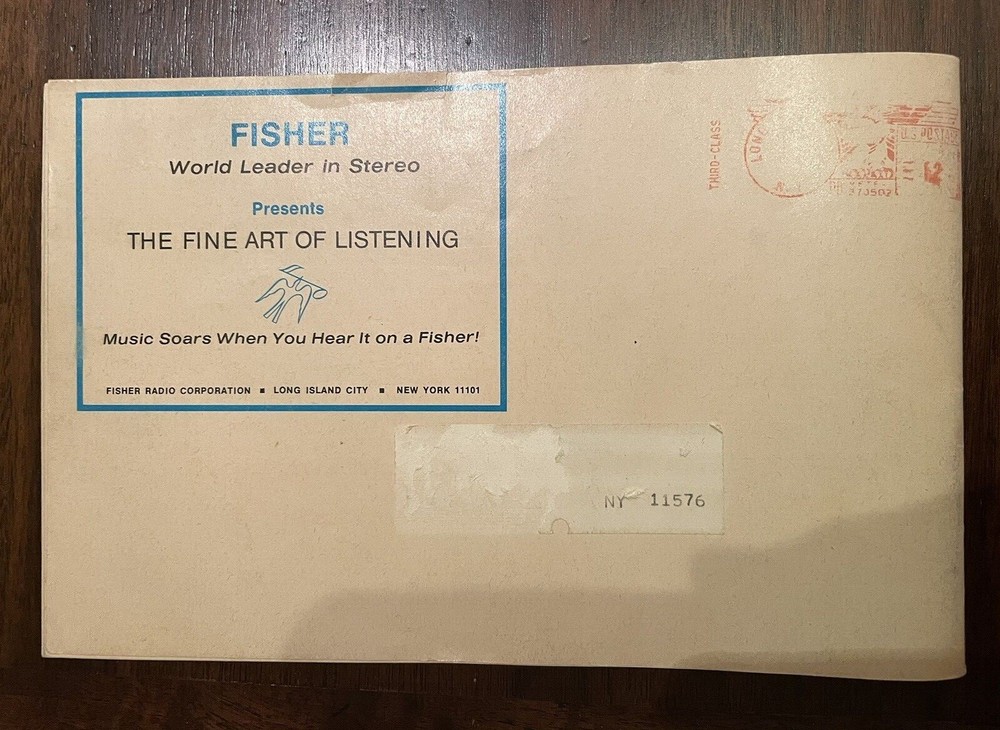 FISHER
World Leader in Stereo
Presents
THE FINE ART OF LISTENING
Music Soars When You Hear It on a Fisher!
FISHER RADIO CORPORATION ■ LONG ISLAND CITY ■ NEW YORK 11101
THIRD-CLASS
U.S. POSTAGE
NY 11576